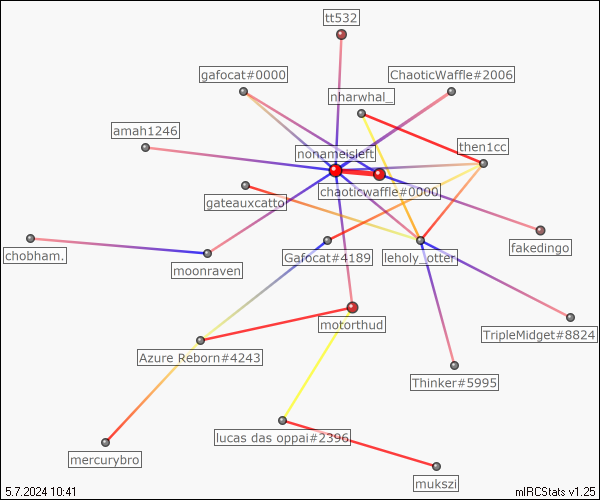 tt532
gafocat#0000
ChaoticWaffle#2006
nharwhal_
amah1246
then1cc
nonameisleft
chaoticwaffle#0000
gateauxcatto
fakedingo
chobham.
moonraven
Gafocat#4189
leholy_otter
motorthud
TripleMidget#8824
Azure Reborn#4243
Thinker#5995
lucas das oppai#2396
mercurybro
mukszi
5.7.2024 10:41
mIRCStats v1.25